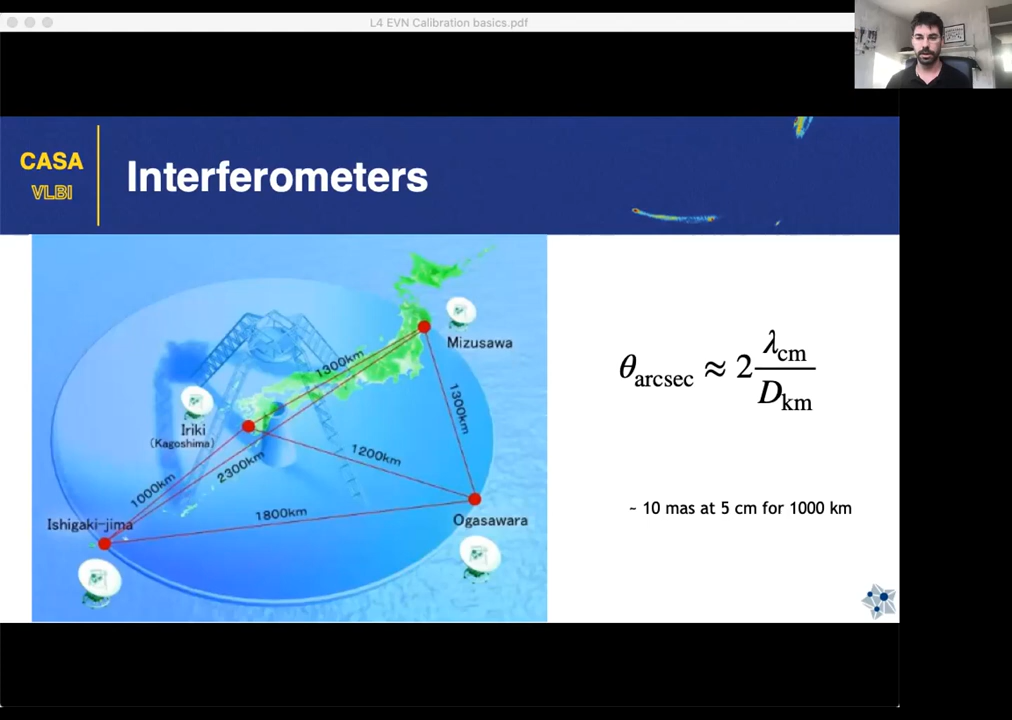 L4 EVN Calibration basics.pdf
CASA
VLBI
Interferometers
Mizusawa
1300km
Iriki
(Kagoshima)
1300km
1200km
2300km
1000km
1800km
Ishigaki-jima
Ogasawara
θarcsec ≈ 2 λcm / Dkm
~ 10 mas at 5 cm for 1000 km